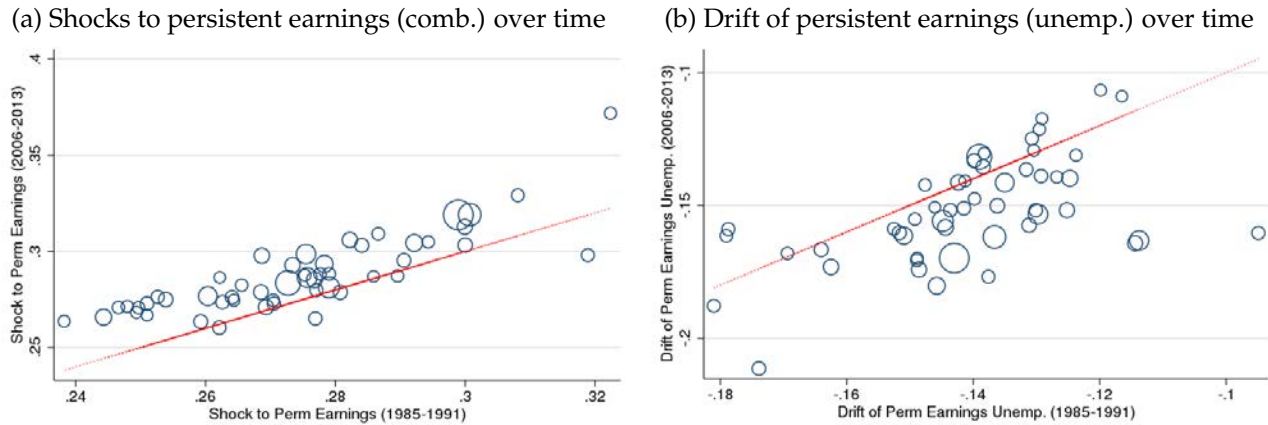 (a) Shocks to persistent earnings (comb.) over time
Shock to Perm Earnings (2006-2013)
.4
.35
.3
.25
.24
.26
.28
.3
.32
Shock to Perm Earnings (1985-1991)
(b) Drift of persistent earnings (unemp.) over time
Drift of Perm Earnings Unemp. (2006-2013)
-.1
-.15
-.2
-.18
-.16
-.14
-.12
-.1
Drift of Perm Earnings Unemp. (1985-1991)